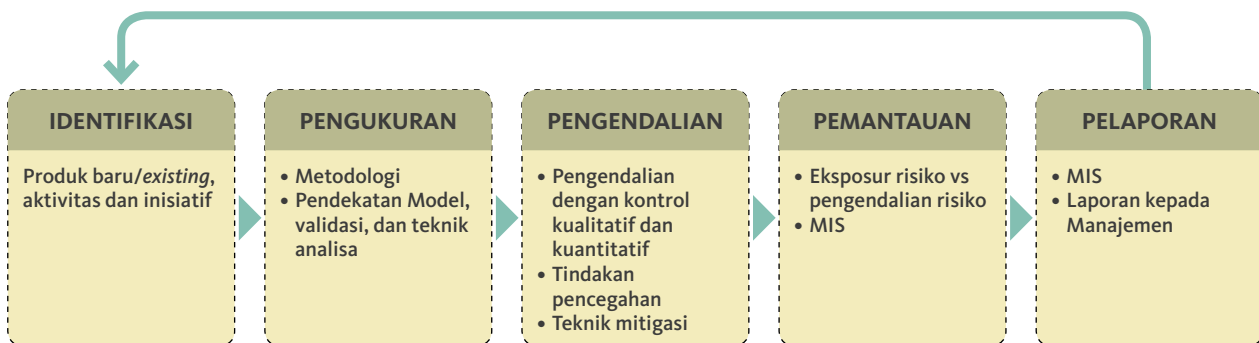 IDENTIFIKASI
Produk baru/existing,
aktivitas dan inisiatif
PENGUKURAN
• Metodologi
• Pendekatan Model,
validasi, dan teknik
analisa
PENGENDALIAN
• Pengendalian
dengan kontrol
kualitatif dan
kuantitatif
• Tindakan
pencegahan
• Teknik mitigasi
PEMANTAUAN
• Eksposur risiko vs
pengendalian risiko
• MIS
PELAPORAN
• MIS
• Laporan kepada
Manajemen